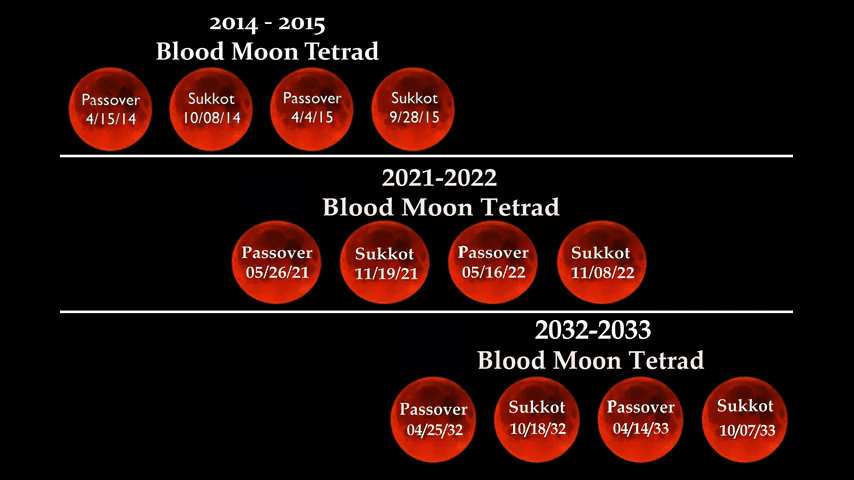 2014 - 2015
Blood Moon Tetrad
Passover
4/15/14
Sukkot
10/08/14
Passover
4/4/15
Sukkot
9/28/15
2021-2022
Blood Moon Tetrad
Passover
05/26/21
Sukkot
11/19/21
Passover
05/16/22
Sukkot
11/08/22
2032-2033
Blood Moon Tetrad
Passover
04/25/32
Sukkot
10/18/32
Passover
04/14/33
Sukkot
10/07/33